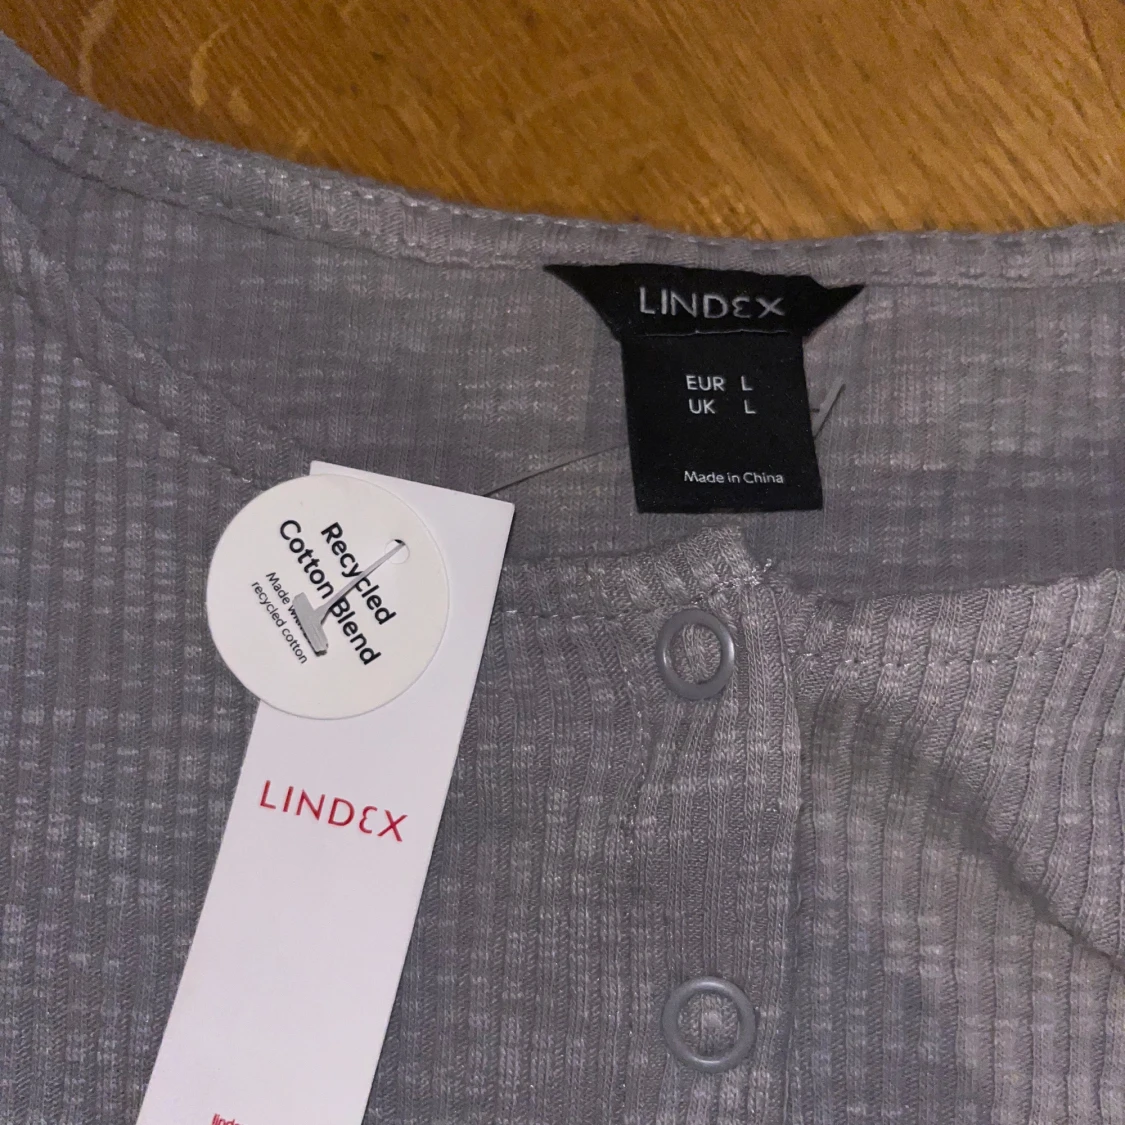 LINDEX
EUR L
UK L
Made in China
Recycled
Cotton Blend
Made
recycled cotton
LINDEX